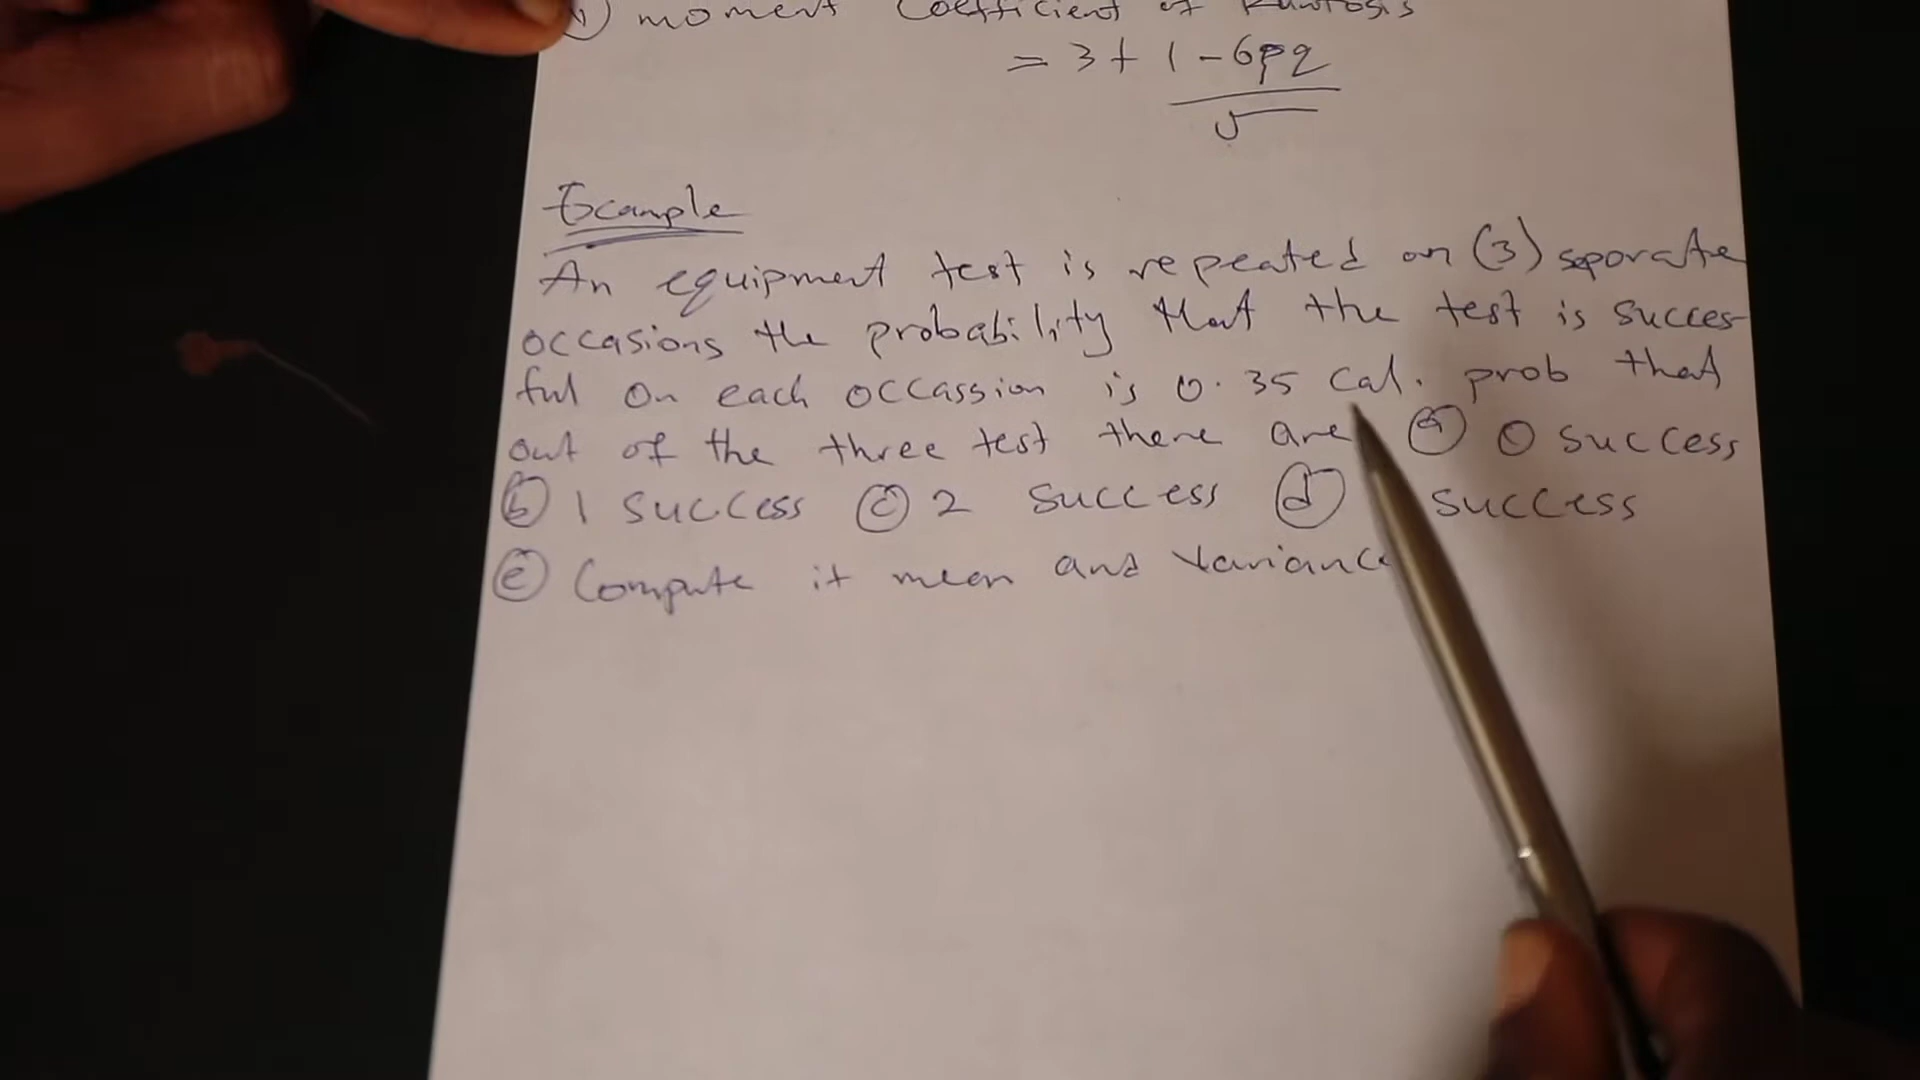 moment Coefficient of Kurtosis
= 3 + 1 - 6pq
√
Example
An equipment test is repeated on (3) seporate
occasions the probability that the test is succes-
ful on each occassion is 0.35 Cal. prob that
out of the three test there are (a) 0 success
(b) 1 success (c) 2 success (d) success
(e) Compute it mean and Variance